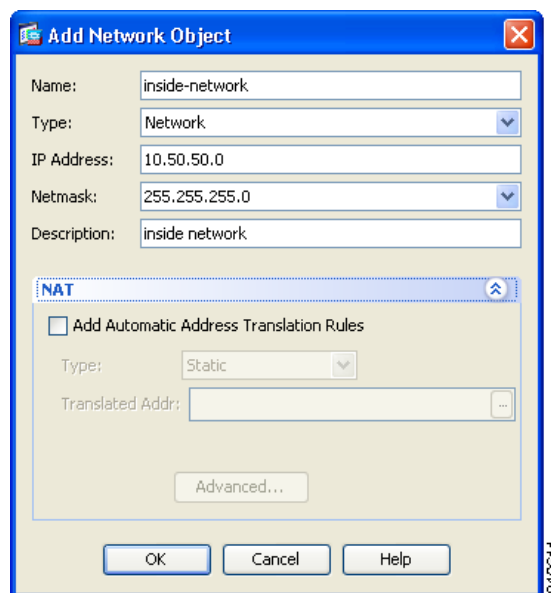 Add Network Object
Name: inside-network
Type: Network
IP Address: 10.50.50.0
Netmask: 255.255.255.0
Description: inside network
NAT
Add Automatic Address Translation Rules
Type: Static
Translated Addr: ...
Advanced...
OK Cancel Help